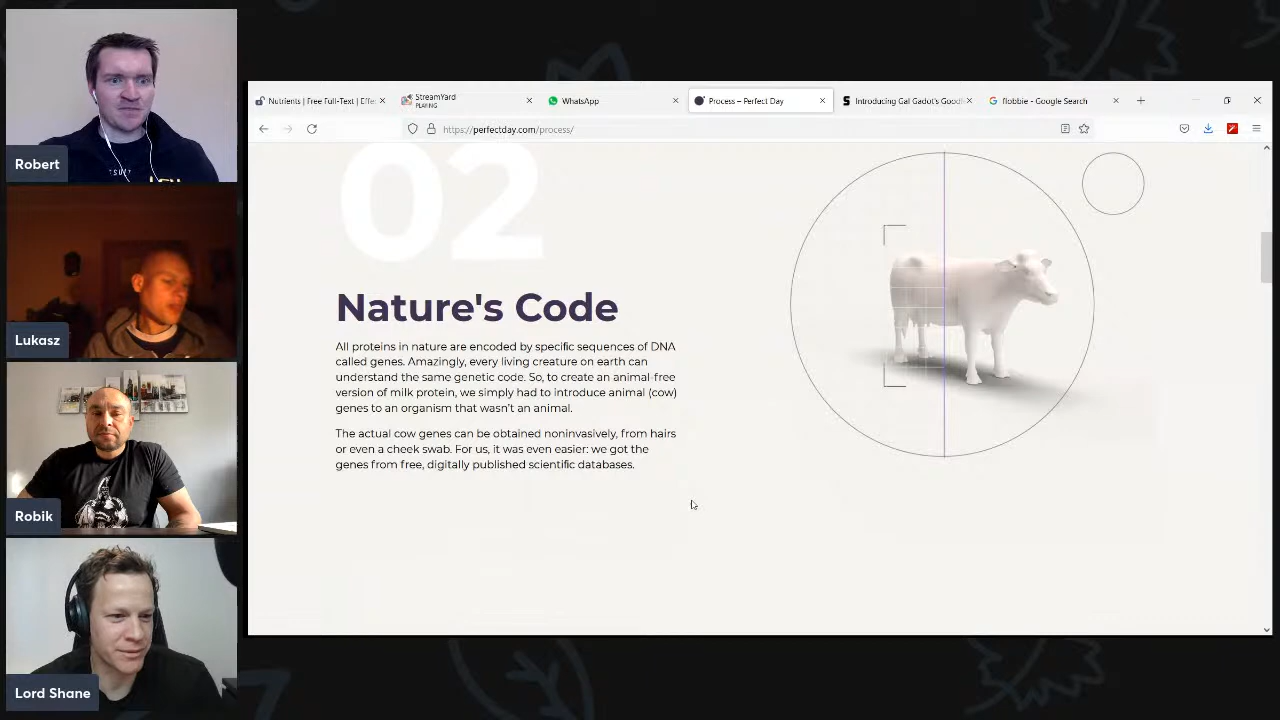 Robert
Lukasz
Robik
Lord Shane
Nutrients | Free Full-Text | Effe
StreamYard
PLAYING
WhatsApp
Process – Perfect Day
Introducing Gal Gadot's Goodl
flobbie - Google Search
https://perfectday.com/process/
02
Nature's Code
All proteins in nature are encoded by specific sequences of DNA
called genes. Amazingly, every living creature on earth can
understand the same genetic code. So, to create an animal-free
version of milk protein, we simply had to introduce animal (cow)
genes to an organism that wasn't an animal.
The actual cow genes can be obtained noninvasively, from hairs
or even a cheek swab. For us, it was even easier: we got the
genes from free, digitally published scientific databases.